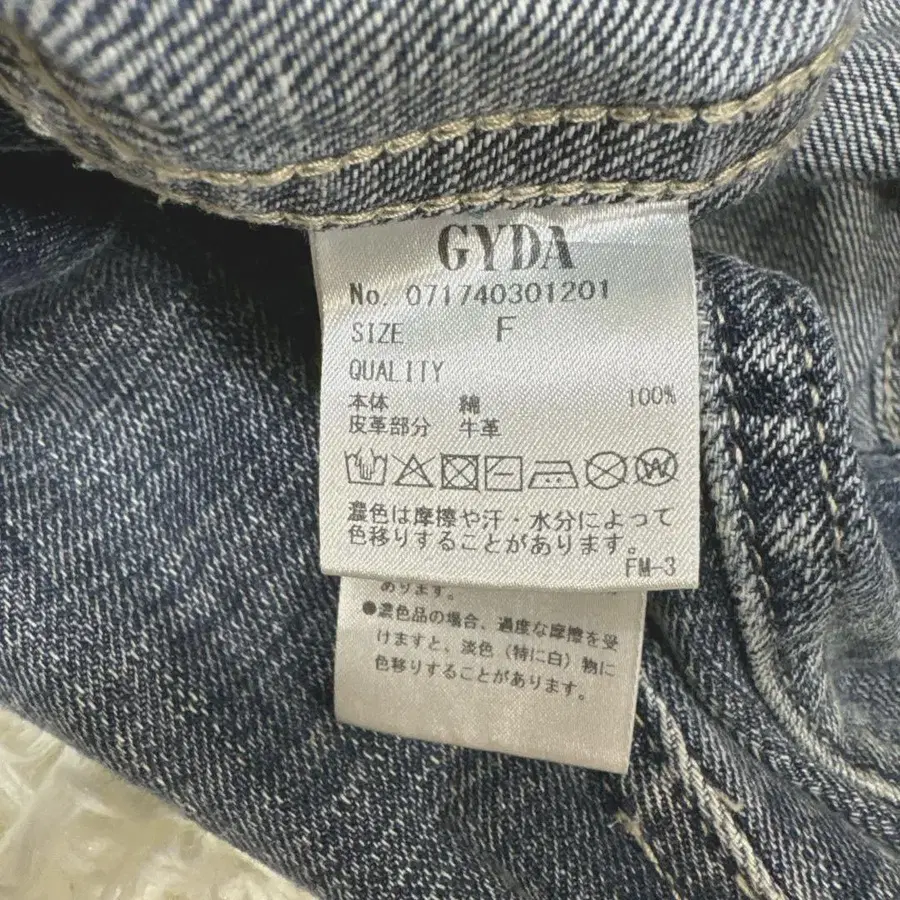 GYDA
No. 071740301201
SIZE F
QUALITY
本体 綿 100%
皮革部分 牛革
濃色は摩擦や汗・水分によって
色移りすることがあります。
FM-3
あります。
●濃色品の場合、過度な摩擦を受
けますと、淡色（特に白）物に
色移りすることがあります。